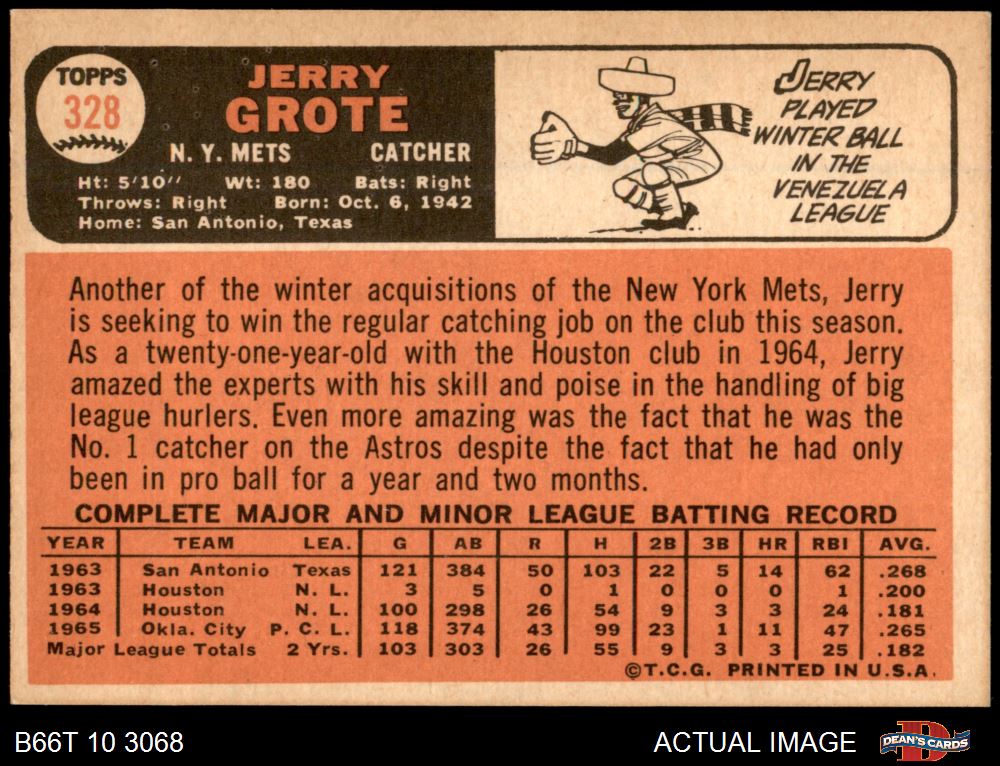 TOPPS
328
JERRY
GROTE
N. Y. METS CATCHER
Ht: 5'10" Wt: 180 Bats: Right
Throws: Right Born: Oct. 6, 1942
Home: San Antonio, Texas
JERRY
PLAYED
WINTER BALL
IN THE
VENEZUELA
LEAGUE
Another of the winter acquisitions of the New York Mets, Jerry
is seeking to win the regular catching job on the club this season.
As a twenty-one-year-old with the Houston club in 1964, Jerry
amazed the experts with his skill and poise in the handling of big
league hurlers. Even more amazing was the fact that he was the
No. 1 catcher on the Astros despite the fact that he had only
been in pro ball for a year and two months.
COMPLETE MAJOR AND MINOR LEAGUE BATTING RECORD
YEAR TEAM LEA. G AB R H 2B 3B HR RBI AVG.
1963 San Antonio Texas 121 384 50 103 22 5 14 62 .268
1963 Houston N. L. 3 5 0 1 0 0 0 1 .200
1964 Houston N. L. 100 298 26 54 9 3 3 24 .181
1965 Okla. City P. C. L. 118 374 43 99 23 1 11 47 .265
Major League Totals 2 Yrs. 103 303 26 55 9 3 3 25 .182
©T.C.G. PRINTED IN U.S.A.
B66T 10 3068
ACTUAL IMAGE
DEAN'S CARDS